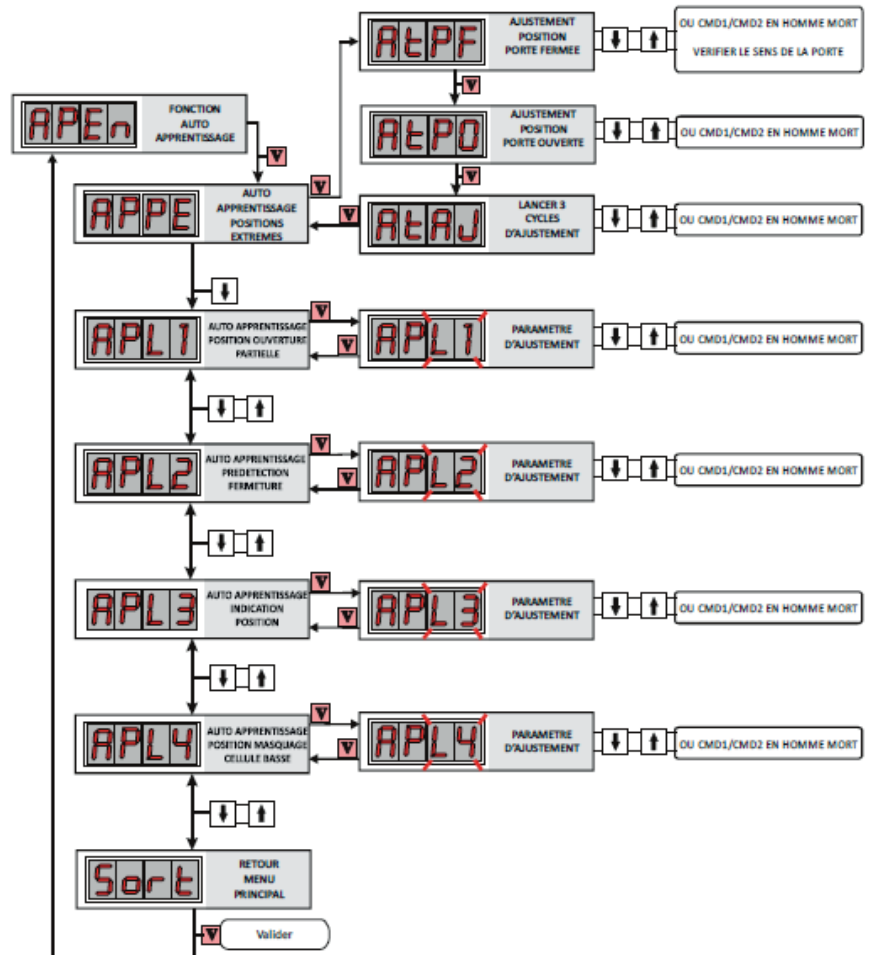 AtPF
AJUSTEMENT
POSITION
PORTE FERMEE
OU CMD1/CMD2 EN HOMME MORT
VERIFIER LE SENS DE LA PORTE
V
APEn
FONCTION
AUTO
APPRENTISSAGE
AtPO
AJUSTEMENT
POSITION
PORTE OUVERTE
OU CMD1/CMD2 EN HOMME MORT
V
V
V
APPE
AUTO
APPRENTISSAGE
POSITIONS
EXTREMES
V
AtAJ
LANCER 3
CYCLES
D'AJUSTEMENT
OU CMD1/CMD2 EN HOMME MORT
APL1
AUTO APPRENTISSAGE
POSITION OUVERTURE
PARTIELLE
V
V
APL1
PARAMETRE
D'AJUSTEMENT
OU CMD1/CMD2 EN HOMME MORT
APL2
AUTO APPRENTISSAGE
PREDETECTION
FERMETURE
V
V
APL2
PARAMETRE
D'AJUSTEMENT
OU CMD1/CMD2 EN HOMME MORT
APL3
AUTO APPRENTISSAGE
INDICATION
POSITION
V
V
APL3
PARAMETRE
D'AJUSTEMENT
OU CMD1/CMD2 EN HOMME MORT
APL4
AUTO APPRENTISSAGE
POSITION MASQUAGE
CELLULE BASSE
V
V
APL4
PARAMETRE
D'AJUSTEMENT
OU CMD1/CMD2 EN HOMME MORT
Sort
RETOUR
MENU
PRINCIPAL
V
Valider